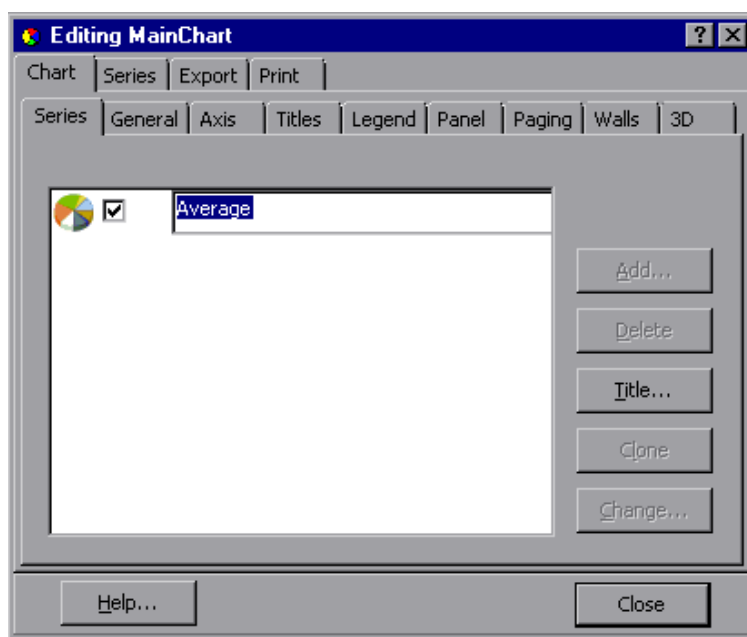 Editing MainChart
Chart Series Export Print
Series General Axis Titles Legend Panel Paging Walls 3D
Average
Add...
Delete
Title...
Clone
Change...
Help... Close